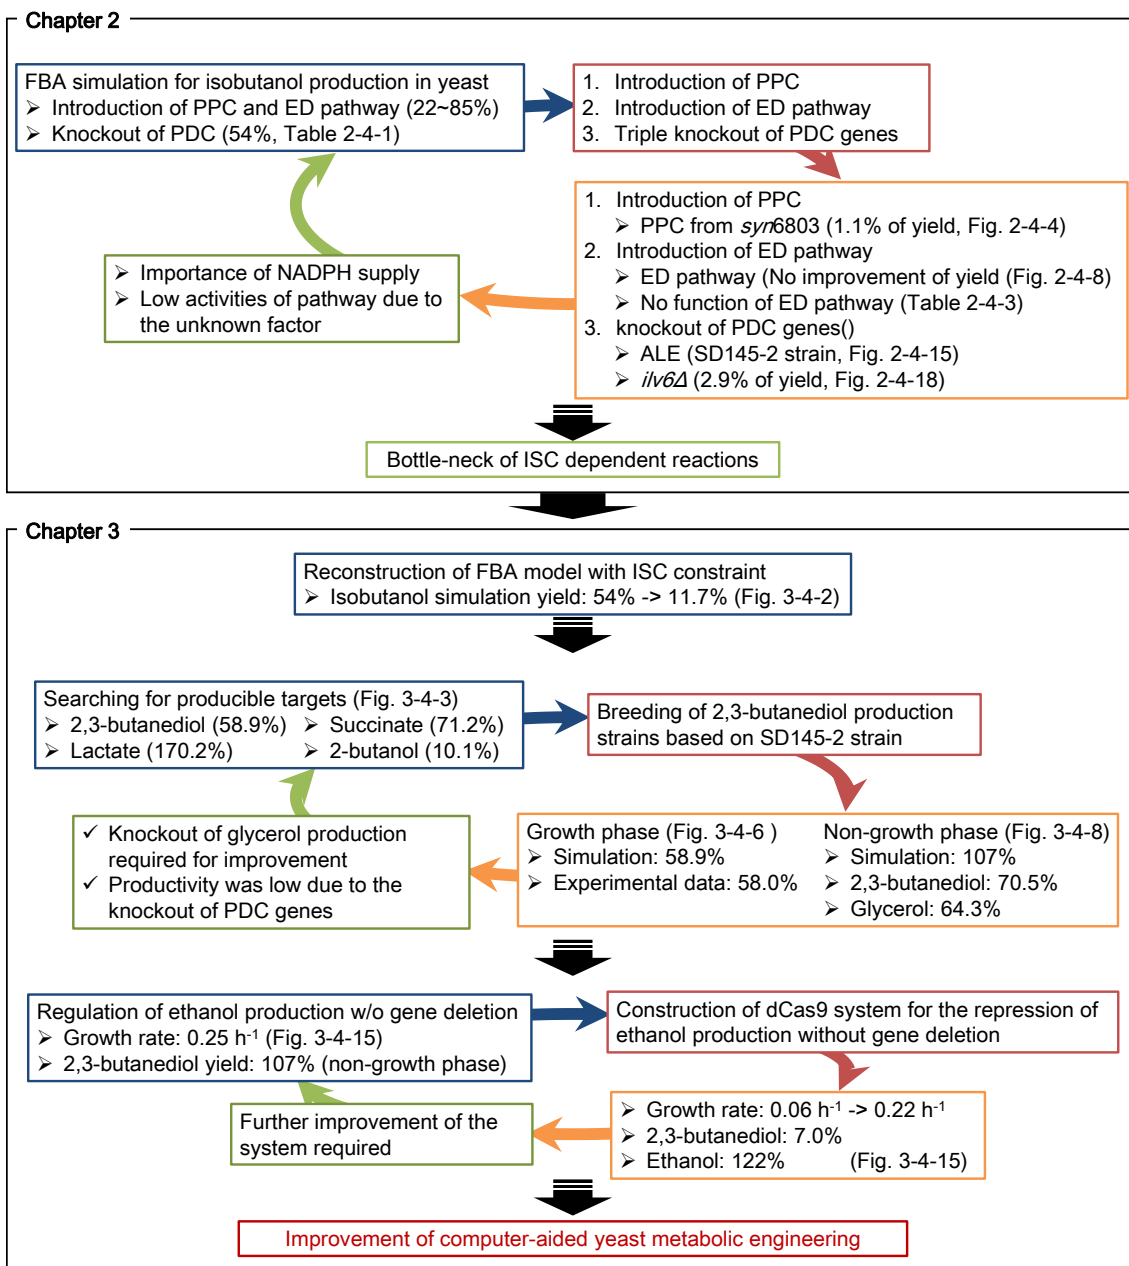 Chapter 2
FBA simulation for isobutanol production in yeast
➢ Introduction of PPC and ED pathway (22~85%)
➢ Knockout of PDC (54%, Table 2-4-1)
1. Introduction of PPC
2. Introduction of ED pathway
3. Triple knockout of PDC genes
1. Introduction of PPC
➢ PPC from syn6803 (1.1% of yield, Fig. 2-4-4)
2. Introduction of ED pathway
➢ ED pathway (No improvement of yield (Fig. 2-4-8)
➢ No function of ED pathway (Table 2-4-3)
3. knockout of PDC genes()
➢ ALE (SD145-2 strain, Fig. 2-4-15)
➢ ilv6Δ (2.9% of yield, Fig. 2-4-18)
➢ Importance of NADPH supply
➢ Low activities of pathway due to
the unknown factor
Bottle-neck of ISC dependent reactions
Chapter 3
Reconstruction of FBA model with ISC constraint
➢ Isobutanol simulation yield: 54% -> 11.7% (Fig. 3-4-2)
Searching for producible targets (Fig. 3-4-3)
➢ 2,3-butanediol (58.9%) ➢ Succinate (71.2%)
➢ Lactate (170.2%) ➢ 2-butanol (10.1%)
Breeding of 2,3-butanediol production
strains based on SD145-2 strain
Growth phase (Fig. 3-4-6 )
➢ Simulation: 58.9%
➢ Experimental data: 58.0%
Non-growth phase (Fig. 3-4-8)
➢ Simulation: 107%
➢ 2,3-butanediol: 70.5%
➢ Glycerol: 64.3%
✓ Knockout of glycerol production
required for improvement
✓ Productivity was low due to the
knockout of PDC genes
Regulation of ethanol production w/o gene deletion
➢ Growth rate: 0.25 h⁻¹ (Fig. 3-4-15)
➢ 2,3-butanediol yield: 107% (non-growth phase)
Construction of dCas9 system for the repression of
ethanol production without gene deletion
➢ Growth rate: 0.06 h⁻¹ -> 0.22 h⁻¹
➢ 2,3-butanediol: 7.0%
➢ Ethanol: 122% (Fig. 3-4-15)
Further improvement of the
system required
Improvement of computer-aided yeast metabolic engineering